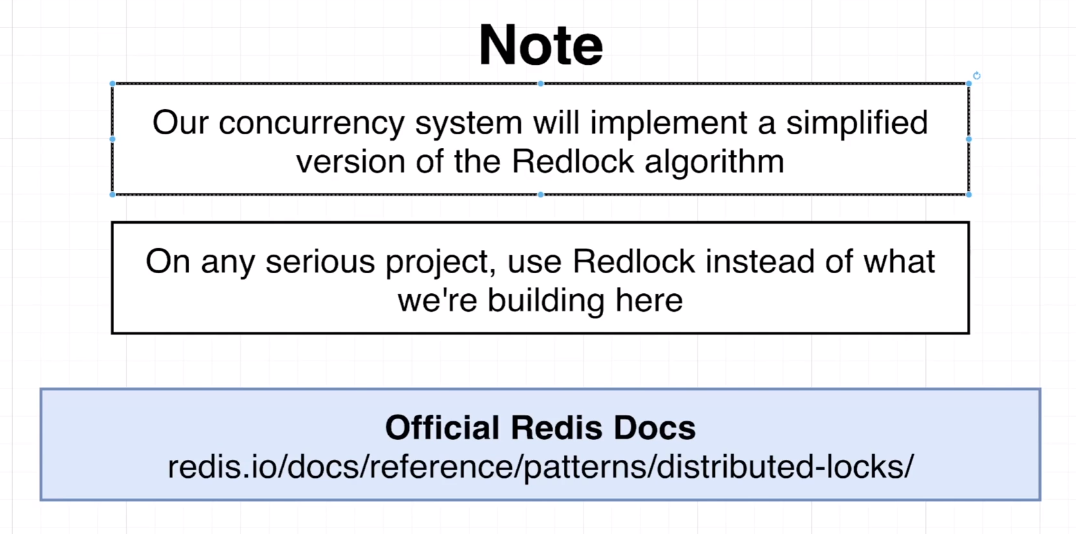 Note
Our concurrency system will implement a simplified
version of the Redlock algorithm
On any serious project, use Redlock instead of what
we're building here
Official Redis Docs
redis.io/docs/reference/patterns/distributed-locks/